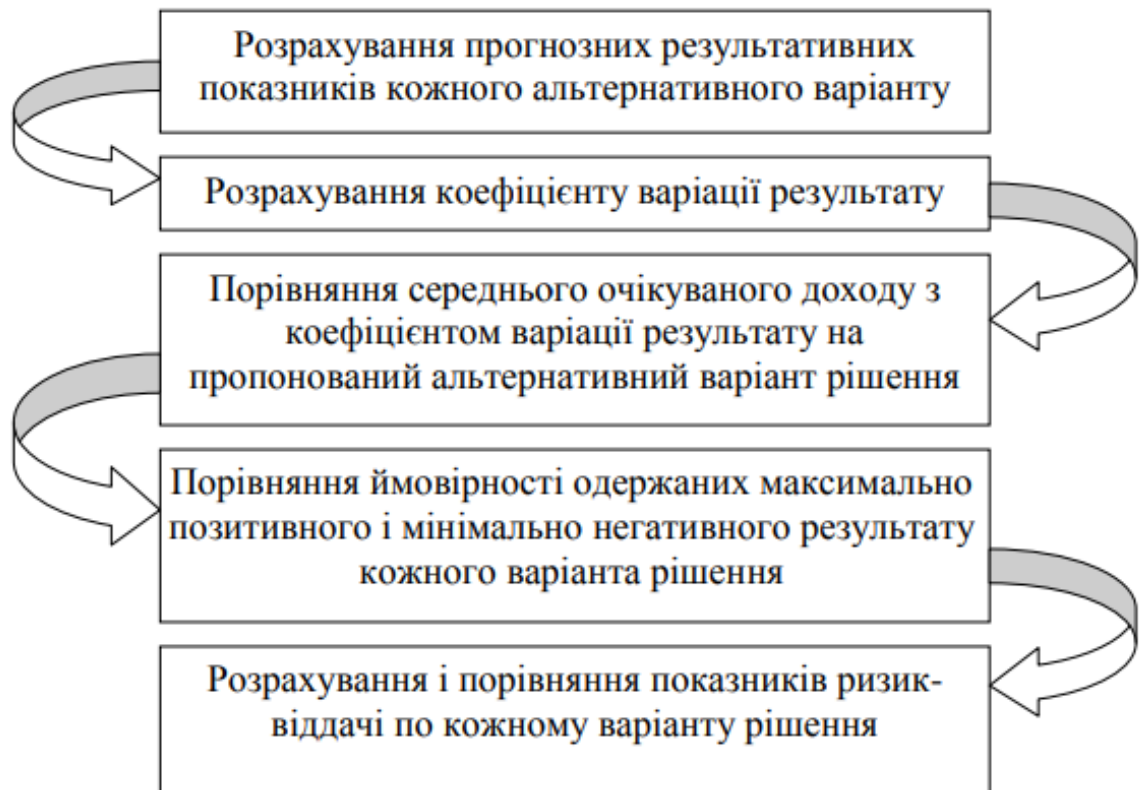 Розрахування прогнозних результативних
показників кожного альтернативного варіанту
Розрахування коефіцієнту варіації результату
Порівняння середнього очікуваного доходу з
коефіцієнтом варіації результату на
пропонований альтернативний варіант рішення
Порівняння ймовірності одержаних максимально
позитивного і мінімально негативного результату
кожного варіанта рішення
Розрахування і порівняння показників ризик-
віддачі по кожному варіанту рішення